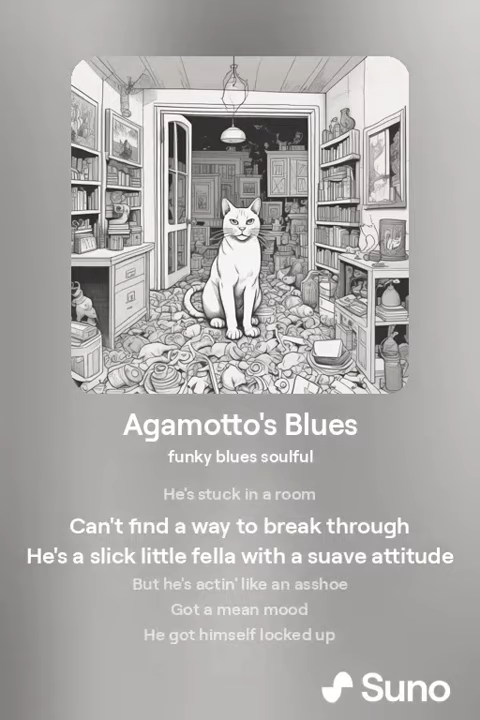 Agamotto's Blues
funky blues soulful
He's stuck in a room
Can't find a way to break through
He's a slick little fella with a suave attitude
But he's actin' like an asshoe
Got a mean mood
He got himself locked up
Suno